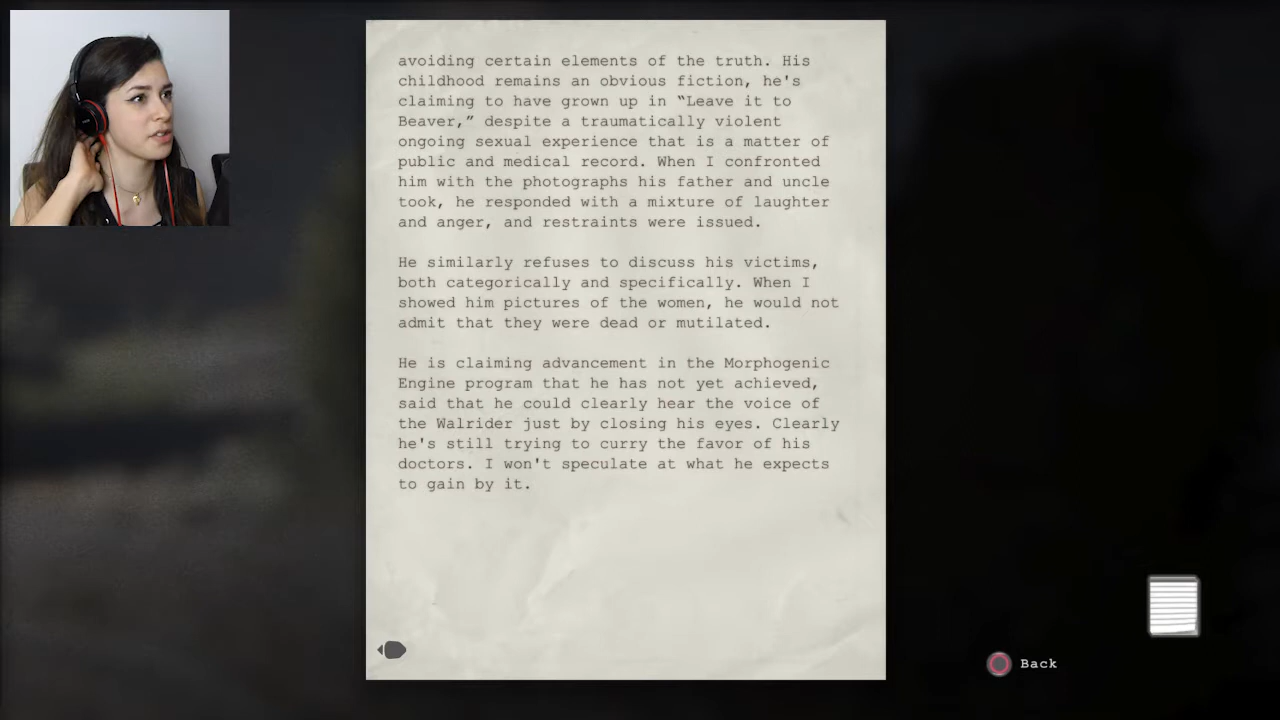 avoiding certain elements of the truth. His
childhood remains an obvious fiction, he's
claiming to have grown up in “Leave it to
Beaver,” despite a traumatically violent
ongoing sexual experience that is a matter of
public and medical record. When I confronted
him with the photographs his father and uncle
took, he responded with a mixture of laughter
and anger, and restraints were issued.
He similarly refuses to discuss his victims,
both categorically and specifically. When I
showed him pictures of the women, he would not
admit that they were dead or mutilated.
He is claiming advancement in the Morphogenic
Engine program that he has not yet achieved,
said that he could clearly hear the voice of
the Walrider just by closing his eyes. Clearly
he's still trying to curry the favor of his
doctors. I won't speculate at what he expects
to gain by it.
Back